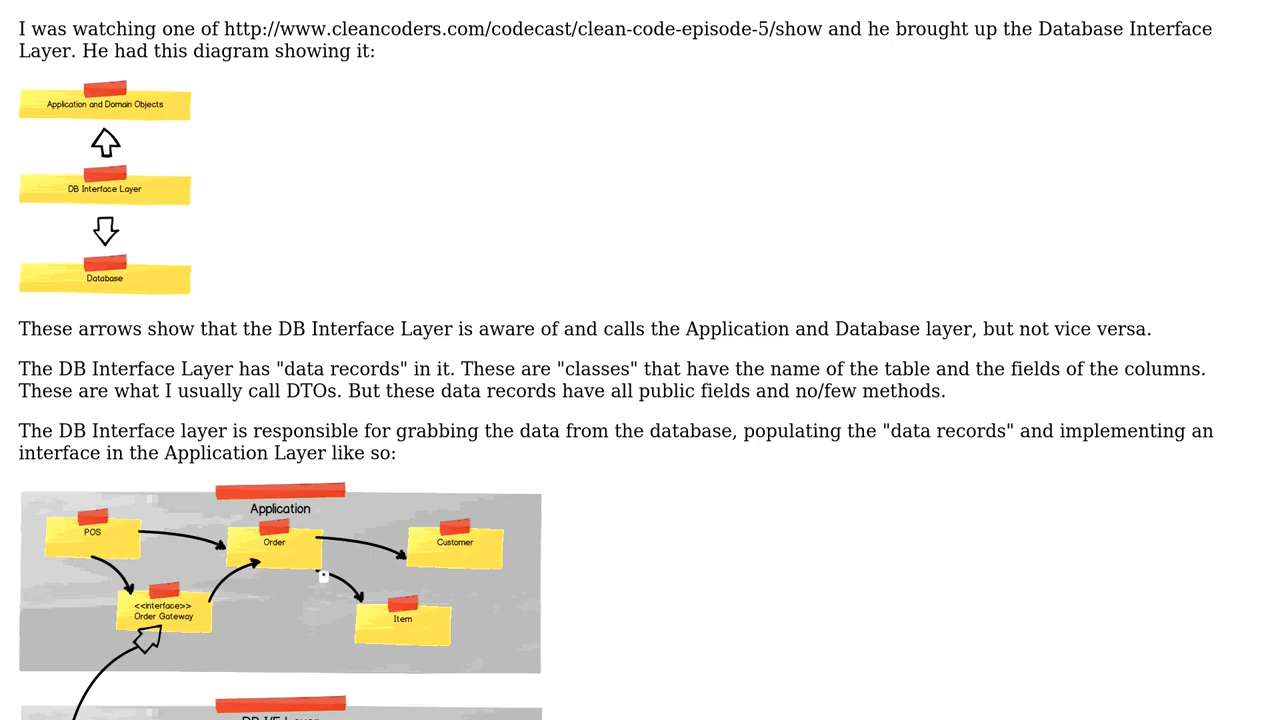 I was watching one of http://www.cleancoders.com/codecast/clean-code-episode-5/show and he brought up the Database Interface
Layer. He had this diagram showing it:
Application and Domain Objects
DB Interface Layer
Database
These arrows show that the DB Interface Layer is aware of and calls the Application and Database layer, but not vice versa.
The DB Interface Layer has "data records" in it. These are "classes" that have the name of the table and the fields of the columns.
These are what I usually call DTOs. But these data records have all public fields and no/few methods.
The DB Interface layer is responsible for grabbing the data from the database, populating the "data records" and implementing an
interface in the Application Layer like so:
Application
POS
Order
Customer
*
<<interface>>
Order Gateway
Item
DB I/F Layer